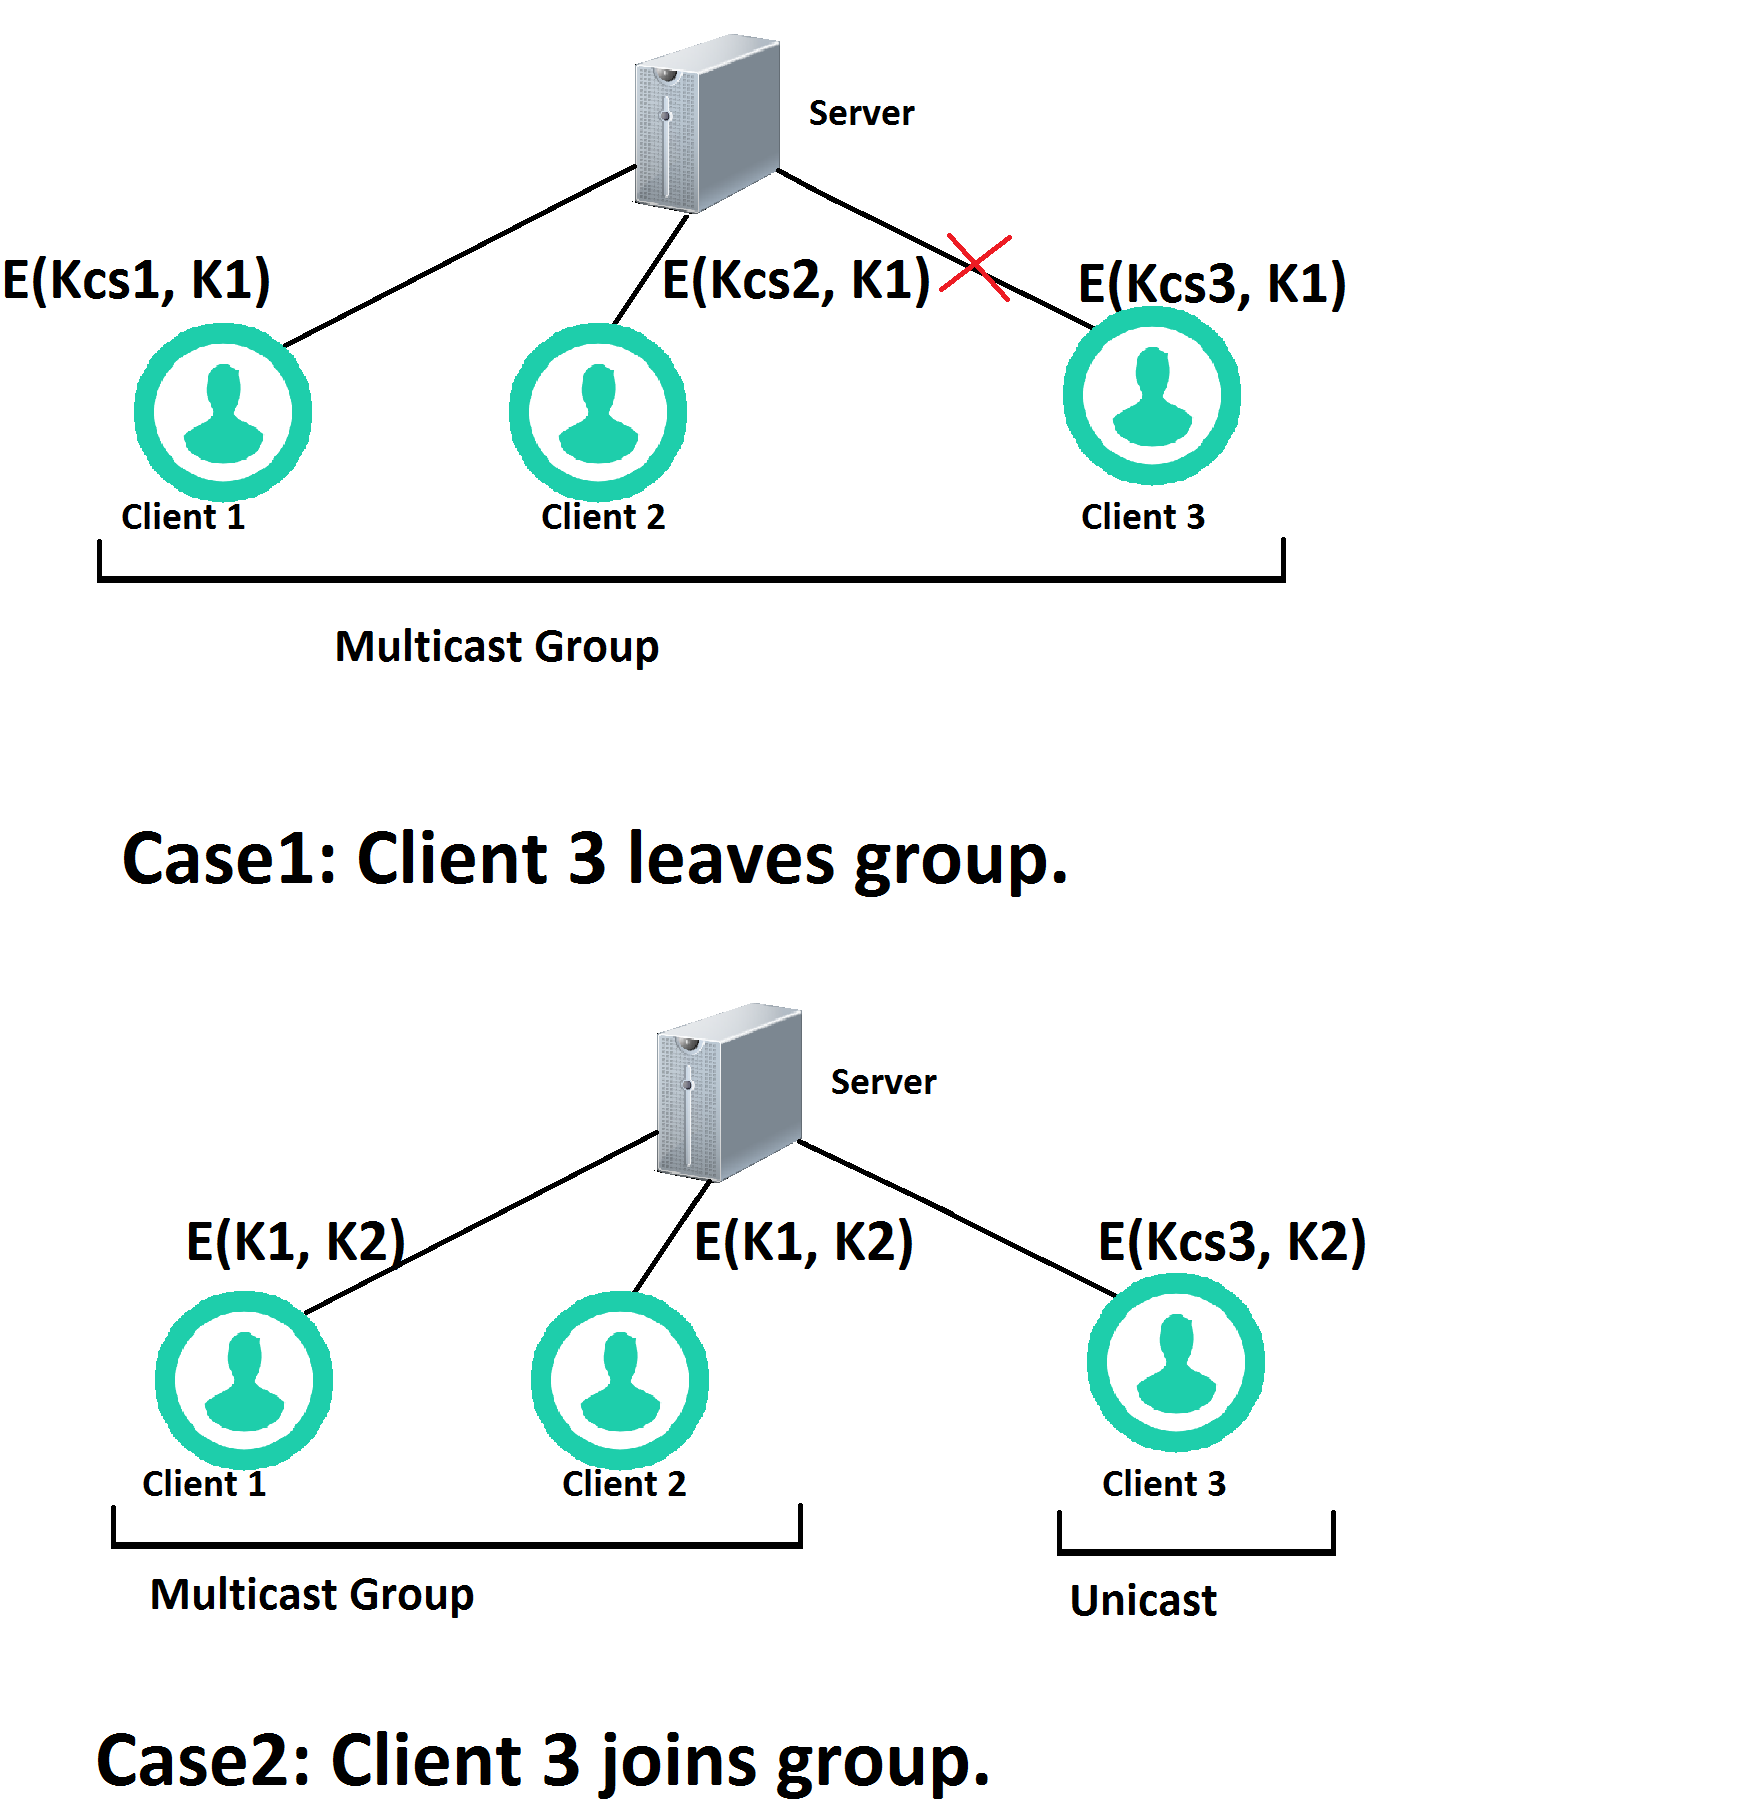 Server
E(Kcs1, K1)
E(Kcs2, K1)
E(Kcs3, K1)
Client 1
Client 2
Client 3
Multicast Group
Case1: Client 3 leaves group.
Server
E(K1, K2)
E(K1, K2)
E(Kcs3, K2)
Client 1
Client 2
Client 3
Multicast Group
Unicast
Case2: Client 3 joins group.